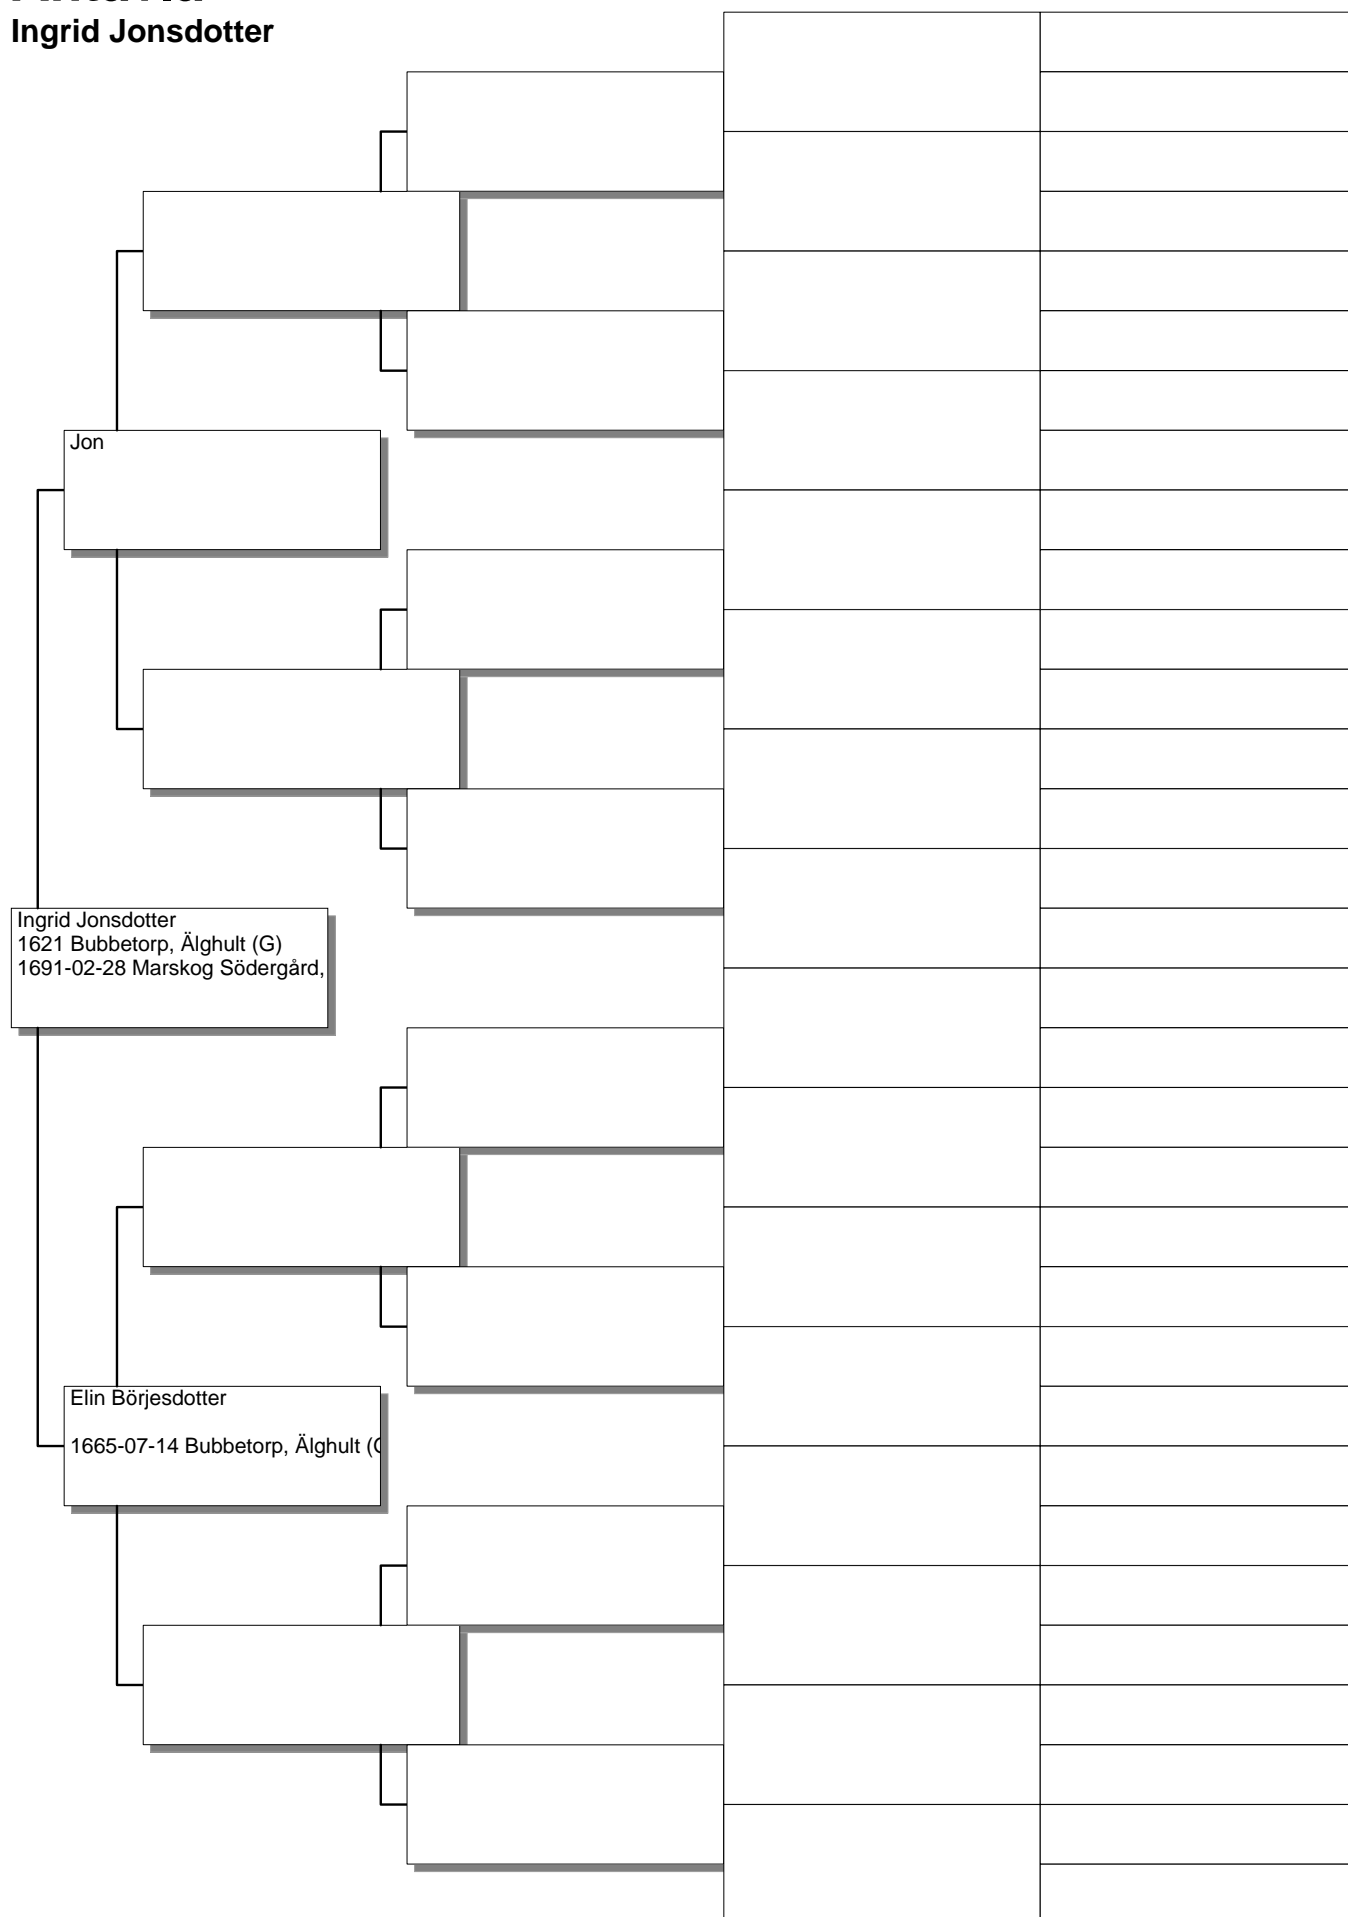 Ingrid Jonsdotter
Jon
Ingrid Jonsdotter
1621 Bubbetorp, Älghult (G)
1691-02-28 Marskog Södergård,
Elin Börjesdotter
1665-07-14 Bubbetorp, Älghult (